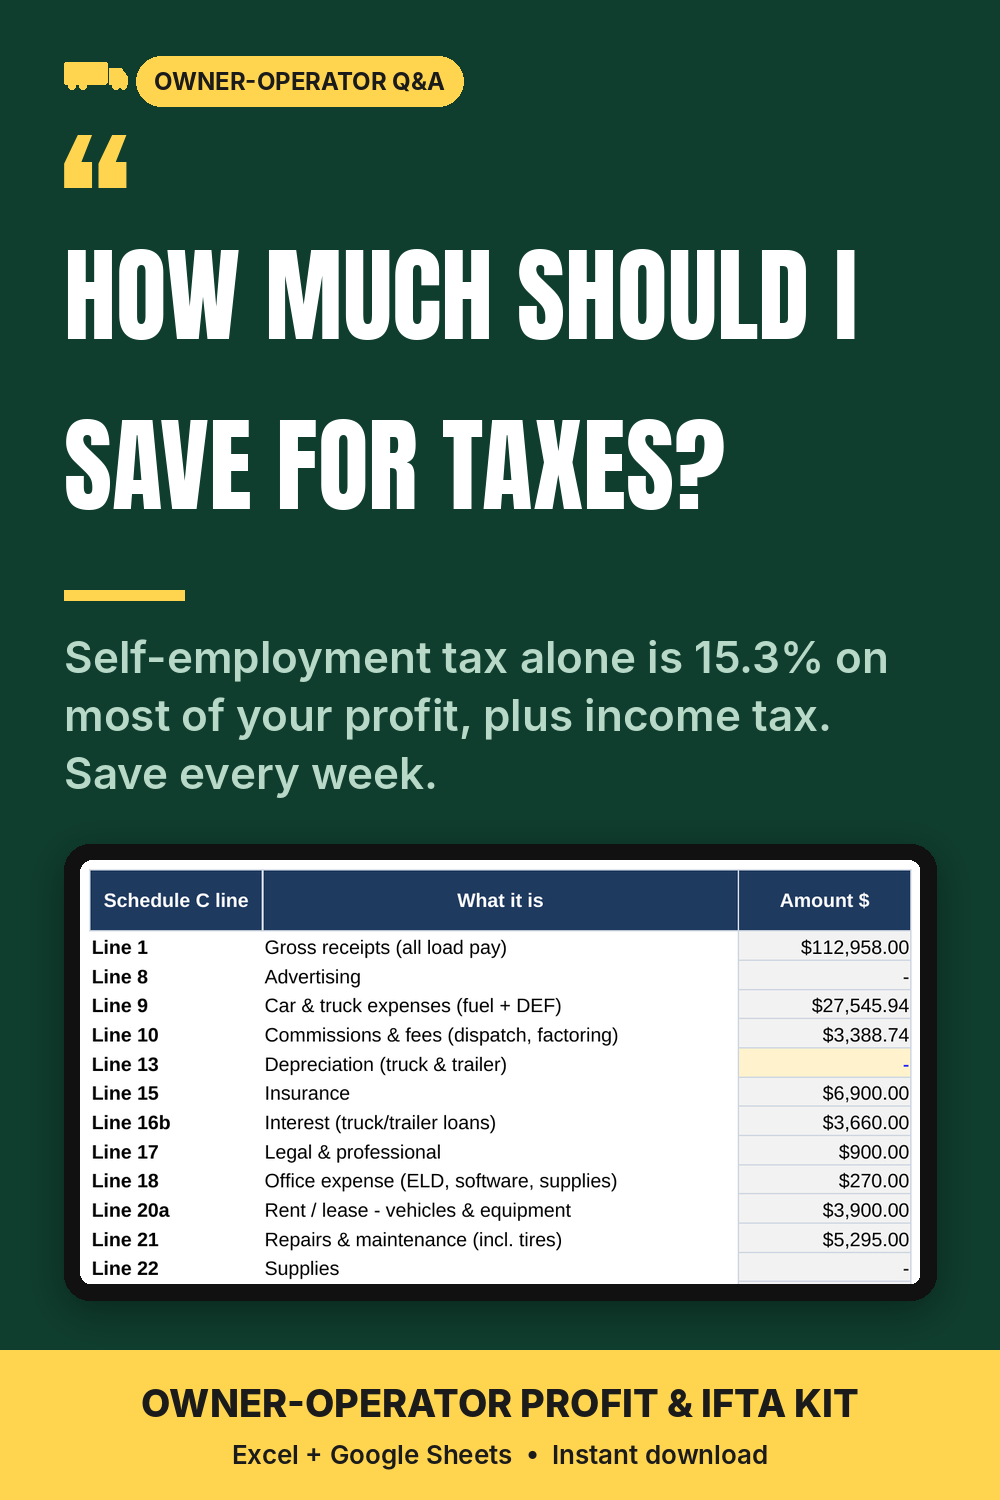 OWNER-OPERATOR Q&A
“
HOW MUCH SHOULD I
SAVE FOR TAXES?
Self-employment tax alone is 15.3% on
most of your profit, plus income tax.
Save every week.
Schedule C line What it is Amount $
Line 1 Gross receipts (all load pay) $112,958.00
Line 8 Advertising -
Line 9 Car & truck expenses (fuel + DEF) $27,545.94
Line 10 Commissions & fees (dispatch, factoring) $3,388.74
Line 13 Depreciation (truck & trailer) -
Line 15 Insurance $6,900.00
Line 16b Interest (truck/trailer loans) $3,660.00
Line 17 Legal & professional $900.00
Line 18 Office expense (ELD, software, supplies) $270.00
Line 20a Rent / lease - vehicles & equipment $3,900.00
Line 21 Repairs & maintenance (incl. tires) $5,295.00
Line 22 Supplies -
OWNER-OPERATOR PROFIT & IFTA KIT
Excel + Google Sheets • Instant download